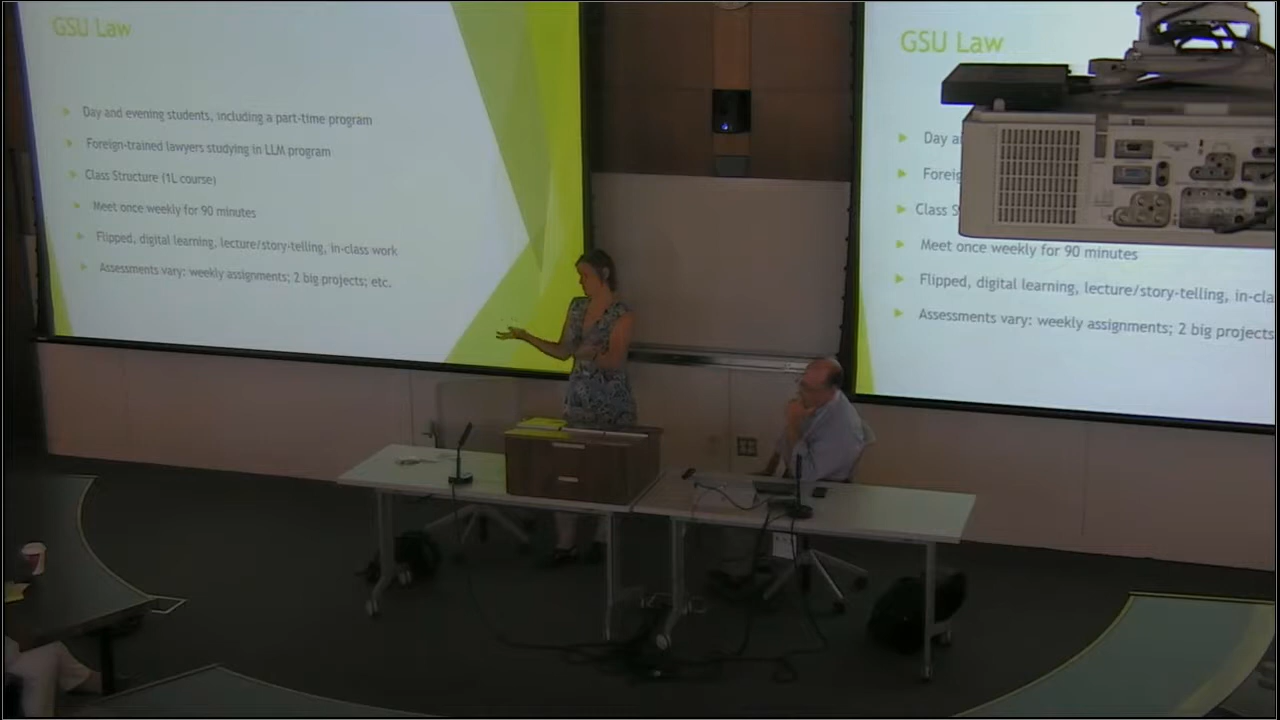 GSU Law
Day and evening students, including a part-time program
Foreign-trained lawyers studying in LLM program
Class Structure (1L course)
Meet once weekly for 90 minutes
Flipped, digital learning, lecture/story-telling, in-class work
Assessments vary: weekly assignments; 2 big projects; etc.
GSU Law
Day a
Foreig
Class S
Meet once weekly for 90 minutes
Flipped, digital learning, lecture/story-telling, in-cla
Assessments vary: weekly assignments; 2 big projects